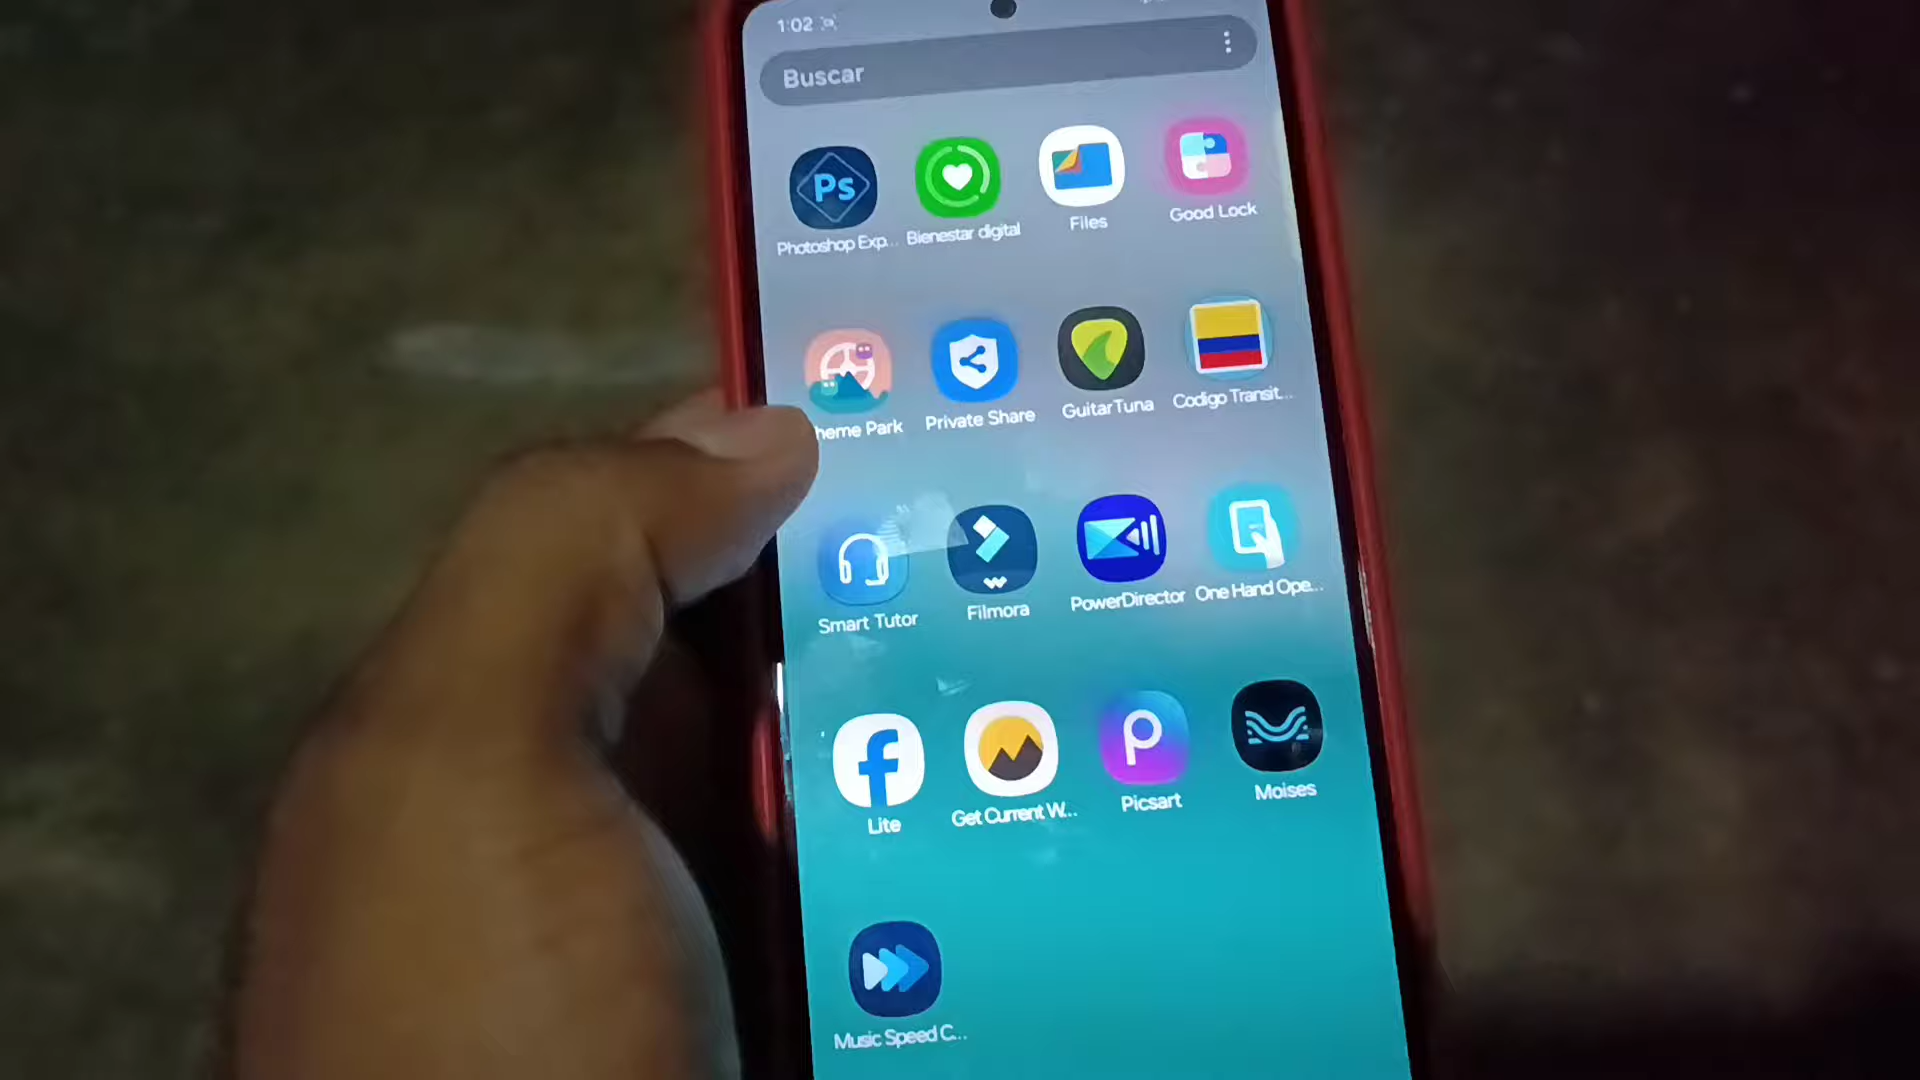 1:02
Buscar
Ps
Photoshop Exp... Bienestar digital Files Good Lock
heme Park Private Share GuitarTuna Codigo Transit...
Smart Tutor Filmora PowerDirector One Hand Ope...
Lite Get Current W... Picsart Moises
Music Speed C...